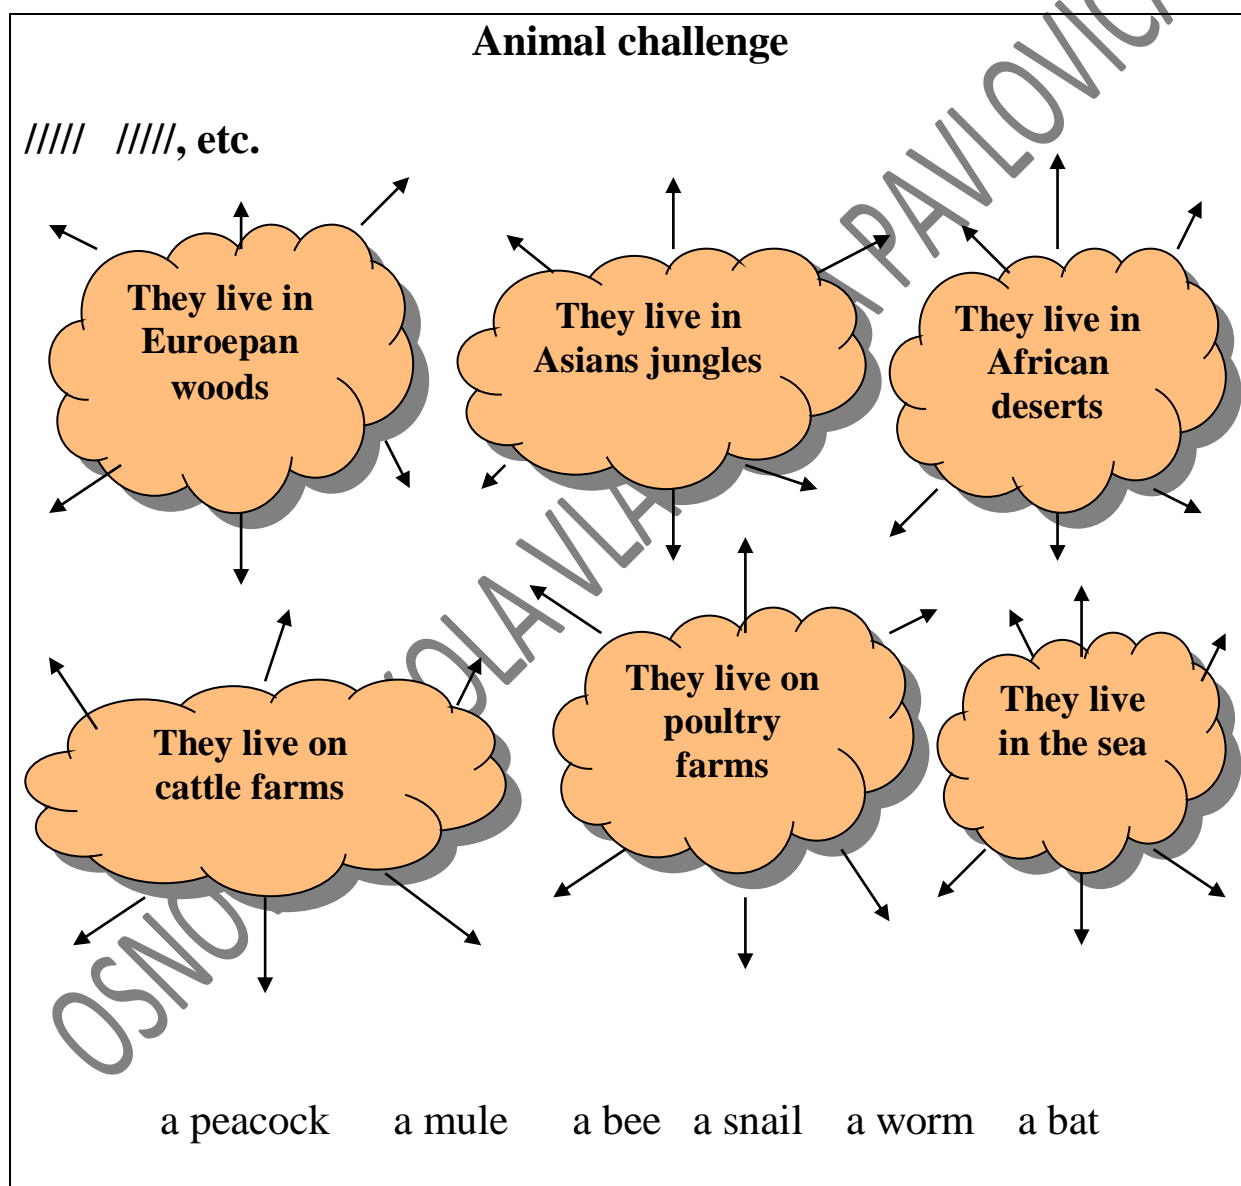 Animal challenge
///// /////, etc.
They live in
Euroepan
woods
They live in
Asians jungles
They live in
African
deserts
They live on
cattle farms
They live on
poultry
farms
They live
in the sea
a peacock a mule a bee a snail a worm a bat